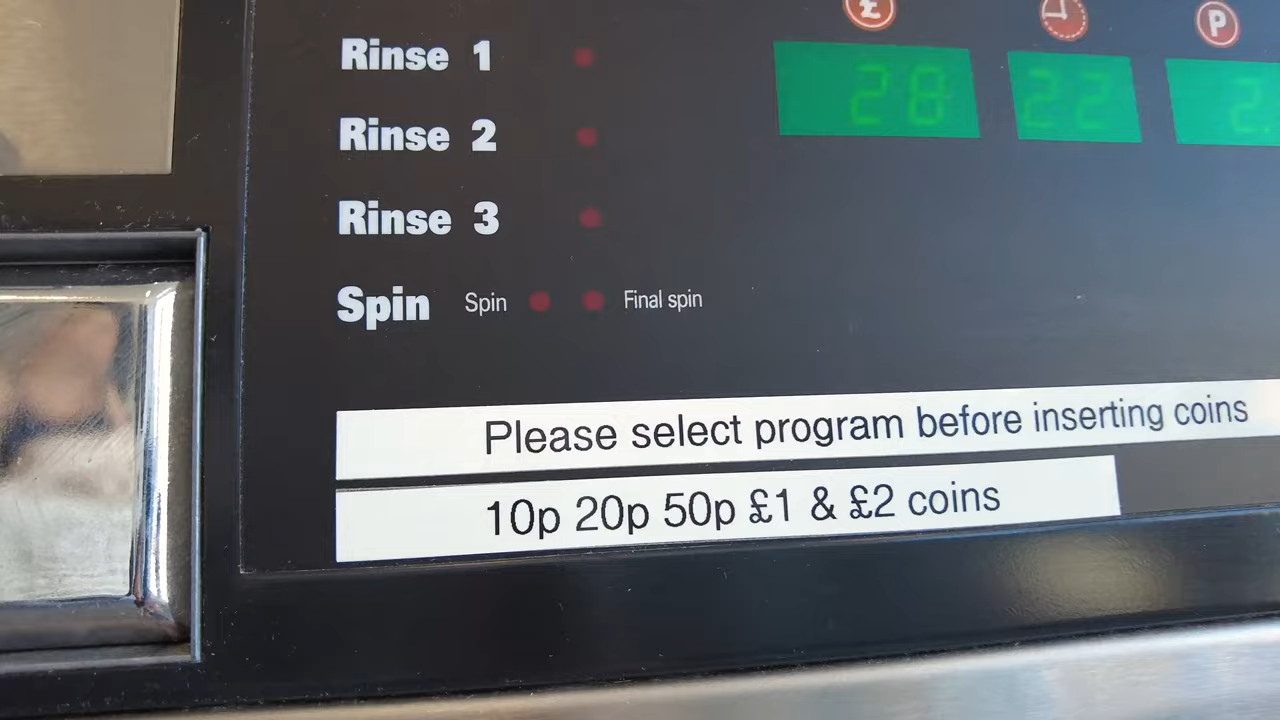 £ P
28 22 2.
Rinse 1
Rinse 2
Rinse 3
Spin Spin Final spin
Please select program before inserting coins
10p 20p 50p £1 & £2 coins